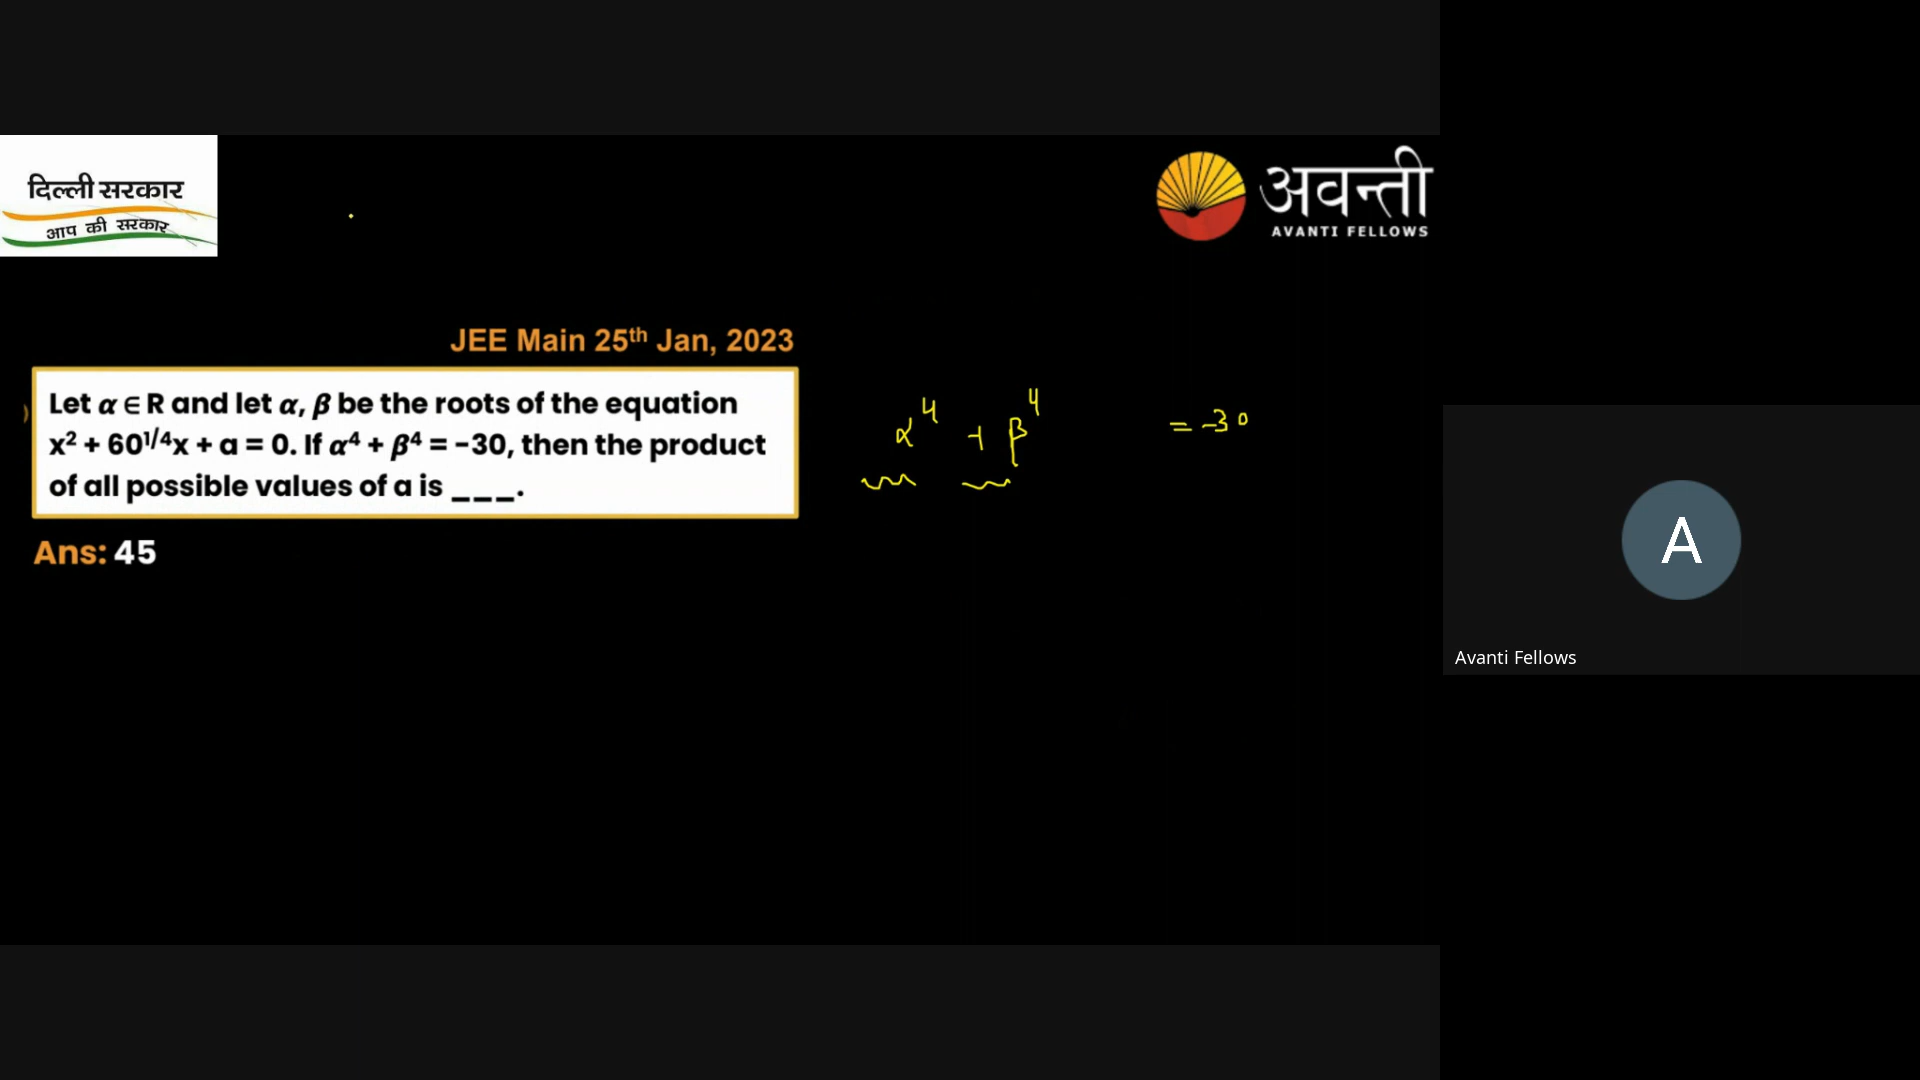 दिल्ली सरकार
आप की सरकार
अवन्ती
AVANTI FELLOWS
JEE Main 25th Jan, 2023
Let α ∈ R and let α, β be the roots of the equation
x² + 60^1/4x + a = 0. If α⁴ + β⁴ = -30, then the product
of all possible values of a is ___.
Ans: 45
α⁴ + β⁴ = -30
A
Avanti Fellows